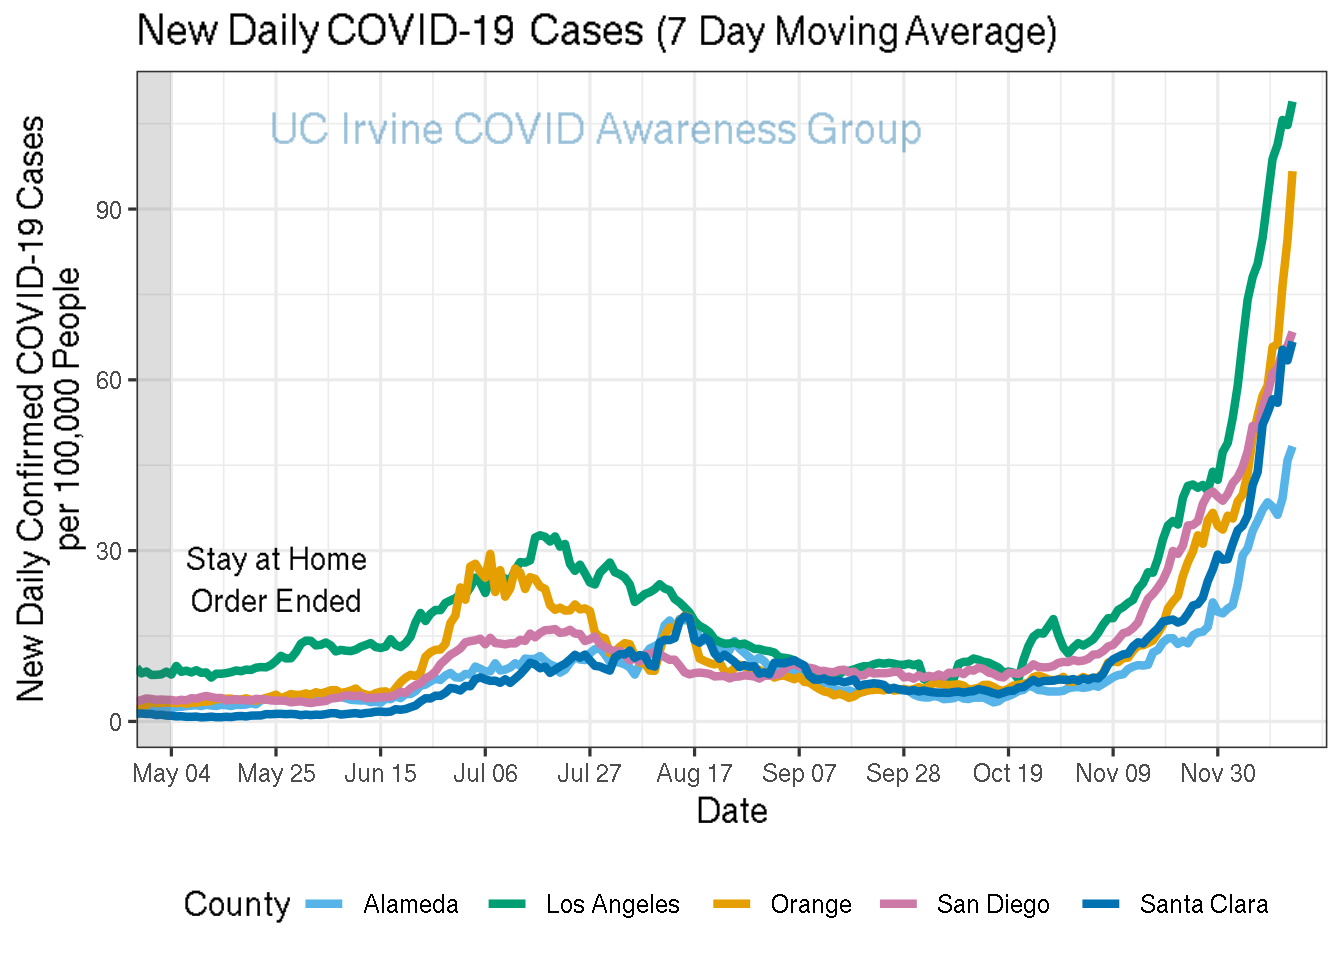 New Daily COVID-19 Cases (7 Day Moving Average)
UC Irvine COVID Awareness Group
New Daily Confirmed COVID-19 Cases
per 100,000 People
90
60
30
0
Stay at Home
Order Ended
May 04 May 25 Jun 15 Jul 06 Jul 27 Aug 17 Sep 07 Sep 28 Oct 19 Nov 09 Nov 30
Date
County Alameda Los Angeles Orange San Diego Santa Clara